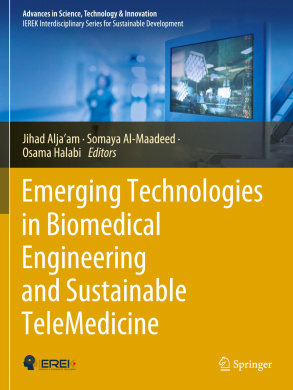 Advances in Science, Technology & Innovation
IEREK Interdisciplinary Series for Sustainable Development
Jihad Alja'am · Somaya Al-Maadeed ·
Osama Halabi Editors
Emerging Technologies
in Biomedical
Engineering
and Sustainable
TeleMedicine
Springer